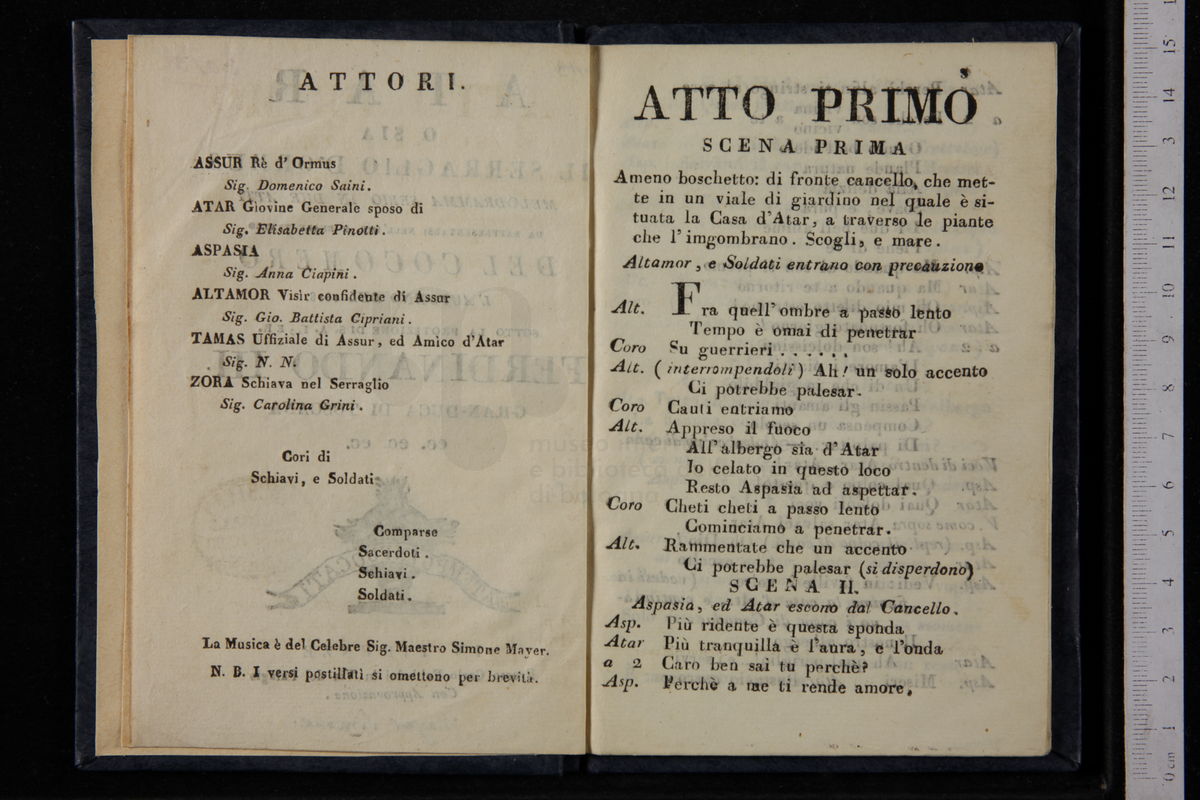 ATTORI.
ASSUR Rè d' Ormus
Sig. Domenico Saini.
ATAR Giovine Generale sposo di
Sig. Elisabetta Pinotti.
ASPASIA
Sig. Anna Ciapini.
ALTAMOR Visir confidente di Assur
Sig. Gio. Battista Cipriani.
TAMAS Uffiziale di Assur, ed Amico d'Atar
Sig. N. N.
ZORA Schiava nel Serraglio
Sig. Carolina Grini.
Cori di
Schiavi, e Soldati
Comparse
Sacerdoti.
Schiavi.
Soldati.
La Musica è del Celebre Sig. Maestro Simone Mayer.
N. B. I versi postillati si omettono per brevità.
3
ATTO PRIMO
SCENA PRIMA
Ameno boschetto: di fronte cancello, che met-
te in un viale di giardino nel quale è si-
tuata la Casa d'Atar, a traverso le piante
che l'imgombrano. Scogli, e mare.
Altamor, e Soldati entrano con precauzione
Alt. Fra quell' ombre a passo lento
Tempo è omai di penetrar
Coro Su guerrieri . . . . . .
Alt. (interrompendoli) Ah! un solo accento
Ci potrebbe palesar.
Coro Cauti entriamo
Alt. Appreso il fuoco
All'albergo sia d'Atar
Io celato in questo loco
Resto Aspasia ad aspettar.
Coro Cheti cheti a passo lento
Cominciamo a penetrar.
Alt. Rammentate che un accento
Ci potrebbe palesar (si disperdono)
SCENA II.
Aspasia, ed Atar escono dal Cancello.
Asp. Più ridente è questa sponda
Atar Più tranquilla è l'aura, e l'onda
a 2 Caro ben sai tu perchè?
Asp. Perchè a me ti rende amore,